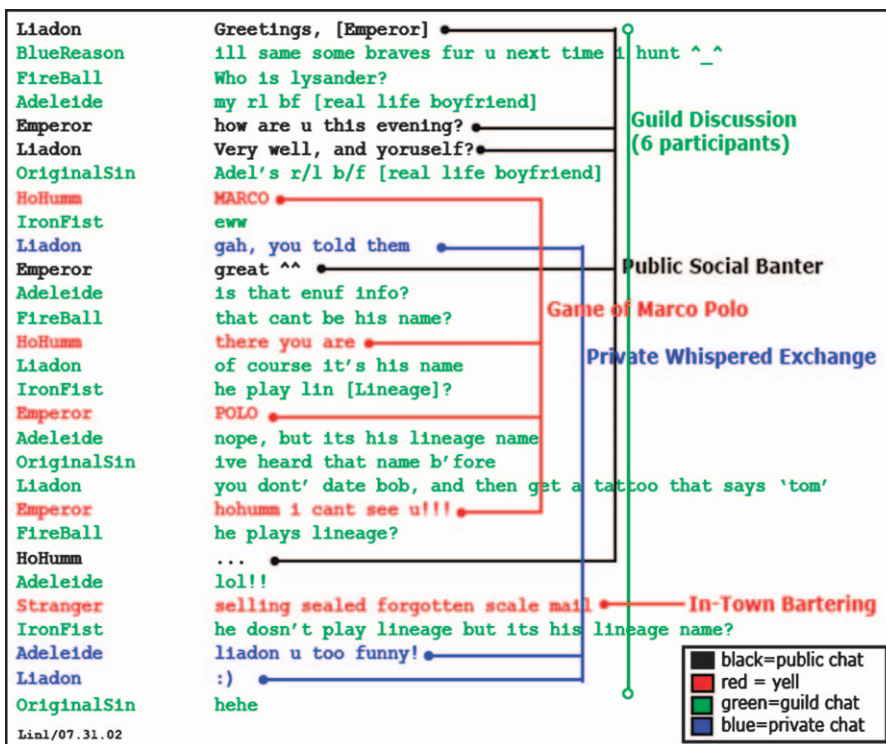 Liadon Greetings, [Emperor]
BlueReason ill same some braves fur u next time i hunt ^_^
FireBall Who is lysander?
Adeleide my rl bf [real life boyfriend]
Emperor how are u this evening?
Guild Discussion
Liadon Very well, and yoruself?
(6 participants)
OriginalSin Adel's r/l b/f [real life boyfriend]
HoHumm MARCO
IronFist eww
Liadon gah, you told them
Emperor great ^^
Public Social Banter
Adeleide is that enuf info?
Game of Marco Polo
FireBall that cant be his name?
HoHumm there you are
Private Whispered Exchange
Liadon of course it's his name
IronFist he play lin [Lineage]?
Emperor POLO
Adeleide nope, but its his lineage name
OriginalSin ive heard that name b'fore
Liadon you dont' date bob, and then get a tattoo that says ‘tom’
Emperor hohumm i cant see u!!!
FireBall he plays lineage?
HoHumm ...
Adeleide lol!!
Stranger selling sealed forgotten scale mail
In-Town Bartering
IronFist he dosn't play lineage but its his lineage name?
Adeleide liadon u too funny!
Liadon :)
OriginalSin hehe
black=public chat
red = yell
green=guild chat
blue=private chat
Lin1/07.31.02